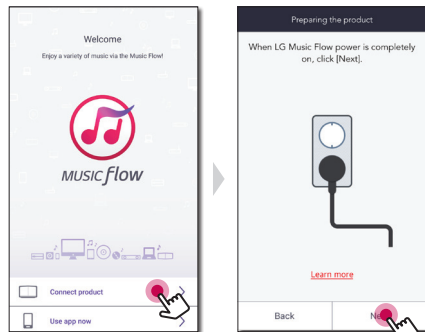 Welcome
Enjoy a variety of music via the Music Flow!
MUSIC flow
Connect product
Use app now
Preparing the product
When LG Music Flow power is completely
on, click [Next].
Learn more
Back